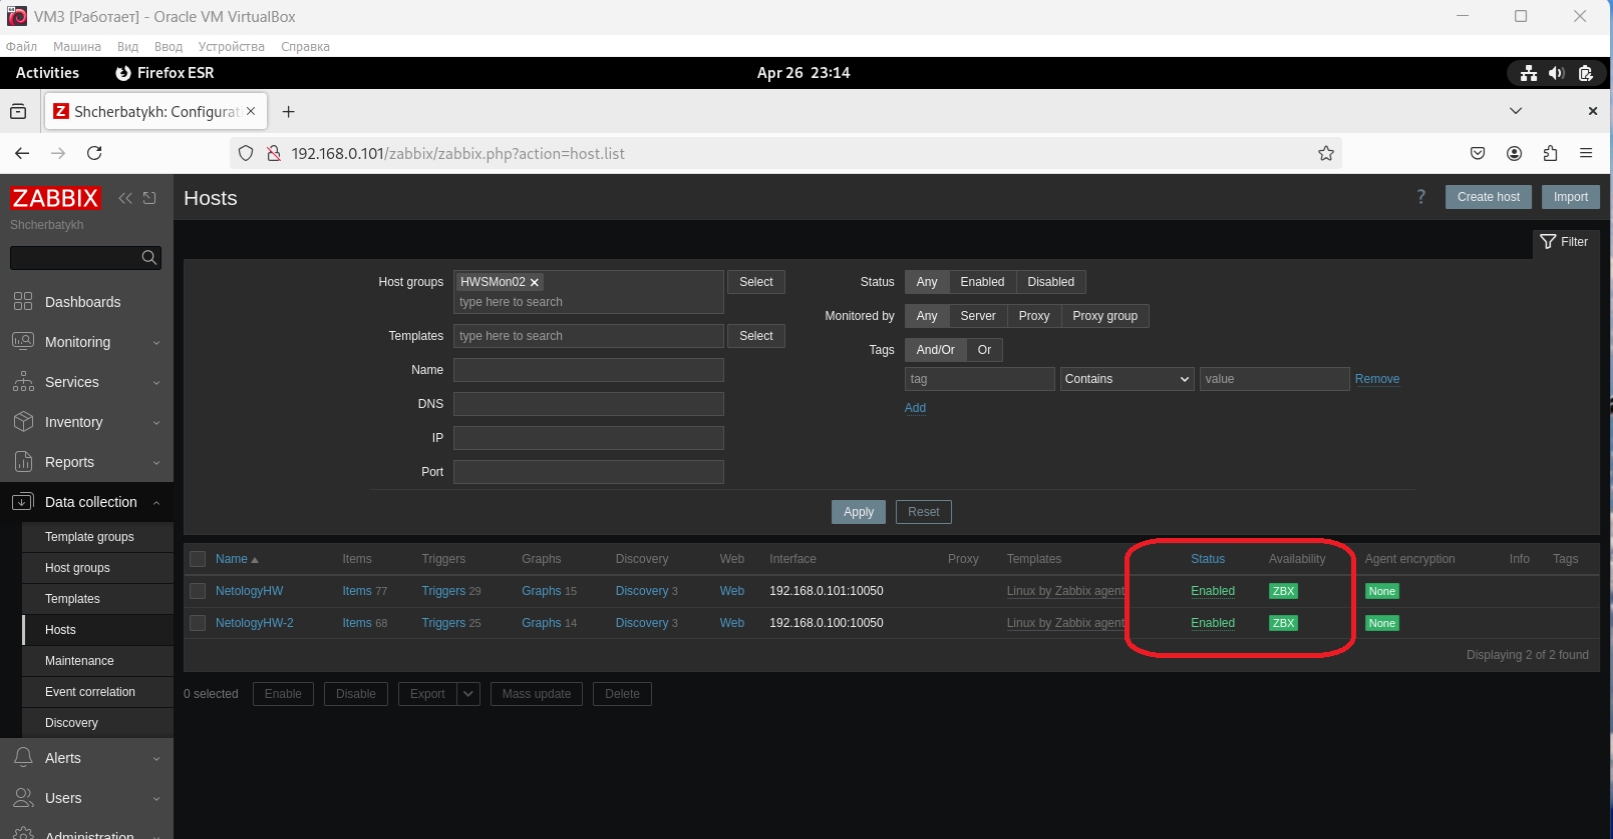 VM3 [Работает] - Oracle VM VirtualBox
Файл Машина Вид Ввод Устройства Справка
Activities Firefox ESR Apr 26 23:14
Z Shcherbatykh: Configurati
192.168.0.101/zabbix/zabbix.php?action=host.list
ZABBIX
Shcherbatykh
Dashboards
Monitoring
Services
Inventory
Reports
Data collection
Template groups
Host groups
Templates
Hosts
Maintenance
Event correlation
Discovery
Alerts
Users
Administration
Hosts ? Create host Import
Filter
Host groups HWSMon02 Select
type here to search
Templates type here to search Select
Name
DNS
IP
Port
Status Any Enabled Disabled
Monitored by Any Server Proxy Proxy group
Tags And/Or Or
tag Contains value Remove
Add
Apply Reset
Name Items Triggers Graphs Discovery Web Interface Proxy Templates Status Availability Agent encryption Info Tags
NetologyHW Items 77 Triggers 29 Graphs 15 Discovery 3 Web 192.168.0.101:10050 Linux by Zabbix agent Enabled ZBX None
NetologyHW-2 Items 68 Triggers 25 Graphs 14 Discovery 3 Web 192.168.0.100:10050 Linux by Zabbix agent Enabled ZBX None
Displaying 2 of 2 found
0 selected Enable Disable Export Mass update Delete